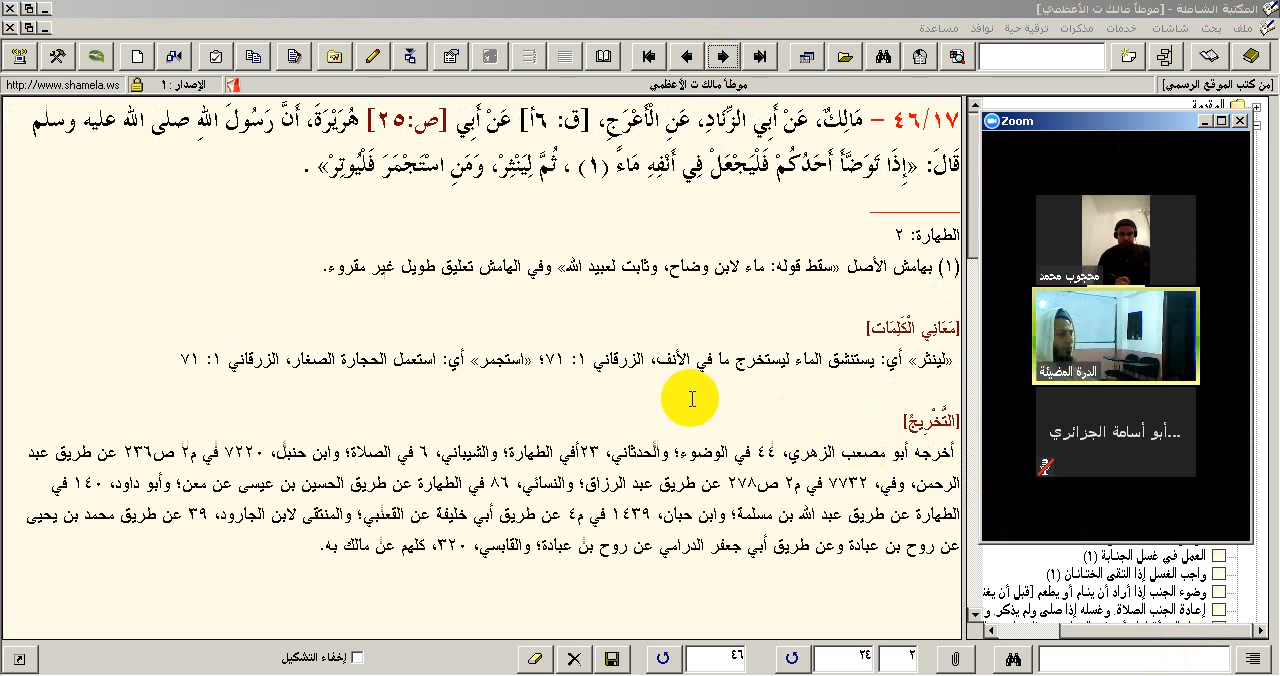 المكتبة الشاملة - [موطأ مالك ت الأعظمي]
ملف بحث شاشات خدمات مذكرات ترقية حية نوافذ مساعدة
[من كتب الموقع الرسمي] موطأ مالك ت الأعظمي الإصدار: ١ http://www.shamela.ws
٤٦/١٧ - مَالِكٌ، عَنْ أَبِي الزِّنَادِ، عَنِ الْأَعْرَجِ، [ق: ٦أ] عَنْ أَبِي [ص:٢٥] هُرَيْرَةَ، أَنَّ رَسُولَ اللهِ صلى الله عليه وسلم
قَالَ: «إِذَا تَوَضَّأَ أَحَدُكُمْ فَلْيَجْعَلْ فِي أَنْفِهِ مَاءً (١) ، ثُمَّ لِيَنْثِرْ، وَمَنِ اسْتَجْمَرَ فَلْيُوتِرْ» .
الطهارة: ٢
(١) بهامش الأصل «سقط قوله: ماء لابن وضاح، وثابت لعبيد الله» وفي الهامش تعليق طويل غير مقروء.
[مَعَانِي الْكَلِمَات]
«لينثر» أي: يستنشق الماء ليستخرج ما في الأنف، الزرقاني ١: ٧١؛ «استجمر» أي: استعمل الحجارة الصغار، الزرقاني ١: ٧١
[التَّخْرِيجُ]
أخرجه أبو مصعب الزهري، ٤٤ في الوضوء؛ والحدثاني، ٢٣أفي الطهارة؛ والشيباني، ٦ في الصلاة؛ وابن حنبل، ٧٢٢٠ في م٢ ص٢٣٦ عن طريق عبد
الرحمن، وفي، ٧٧٣٢ في م٢ ص٢٧٨ عن طريق عبد الرزاق؛ والنسائي، ٨٦ في الطهارة عن طريق الحسين بن عيسى عن معن؛ وأبو داود، ١٤٠ في
الطهارة عن طريق عبد الله بن مسلمة؛ وابن حبان، ١٤٣٩ في م٤ عن طريق أبي خليفة عن القعنبي؛ والمنتقى لابن الجارود، ٣٩ عن طريق محمد بن يحيى
عن روح بن عبادة وعن طريق أبي جعفر الدرامي عن روح بن عبادة؛ والقابسي، ٣٢٠، كلهم عن مالك به.
المقدمة
Zoom
محجوب محمد
الدرة المضيئة
أبو أسامة الجزائري...
العمل في غسل الجنابة (١)
واجب الغسل إذا التقى الختانان (١)
وضوء الجنب إذا أراد أن ينام أو يطعم [قبل أن يغت
إعادة الجنب الصلاة. وغسله إذا صلى ولم يذكر. و
٢ ٢٤ ٤٦ إخفاء التشكيل